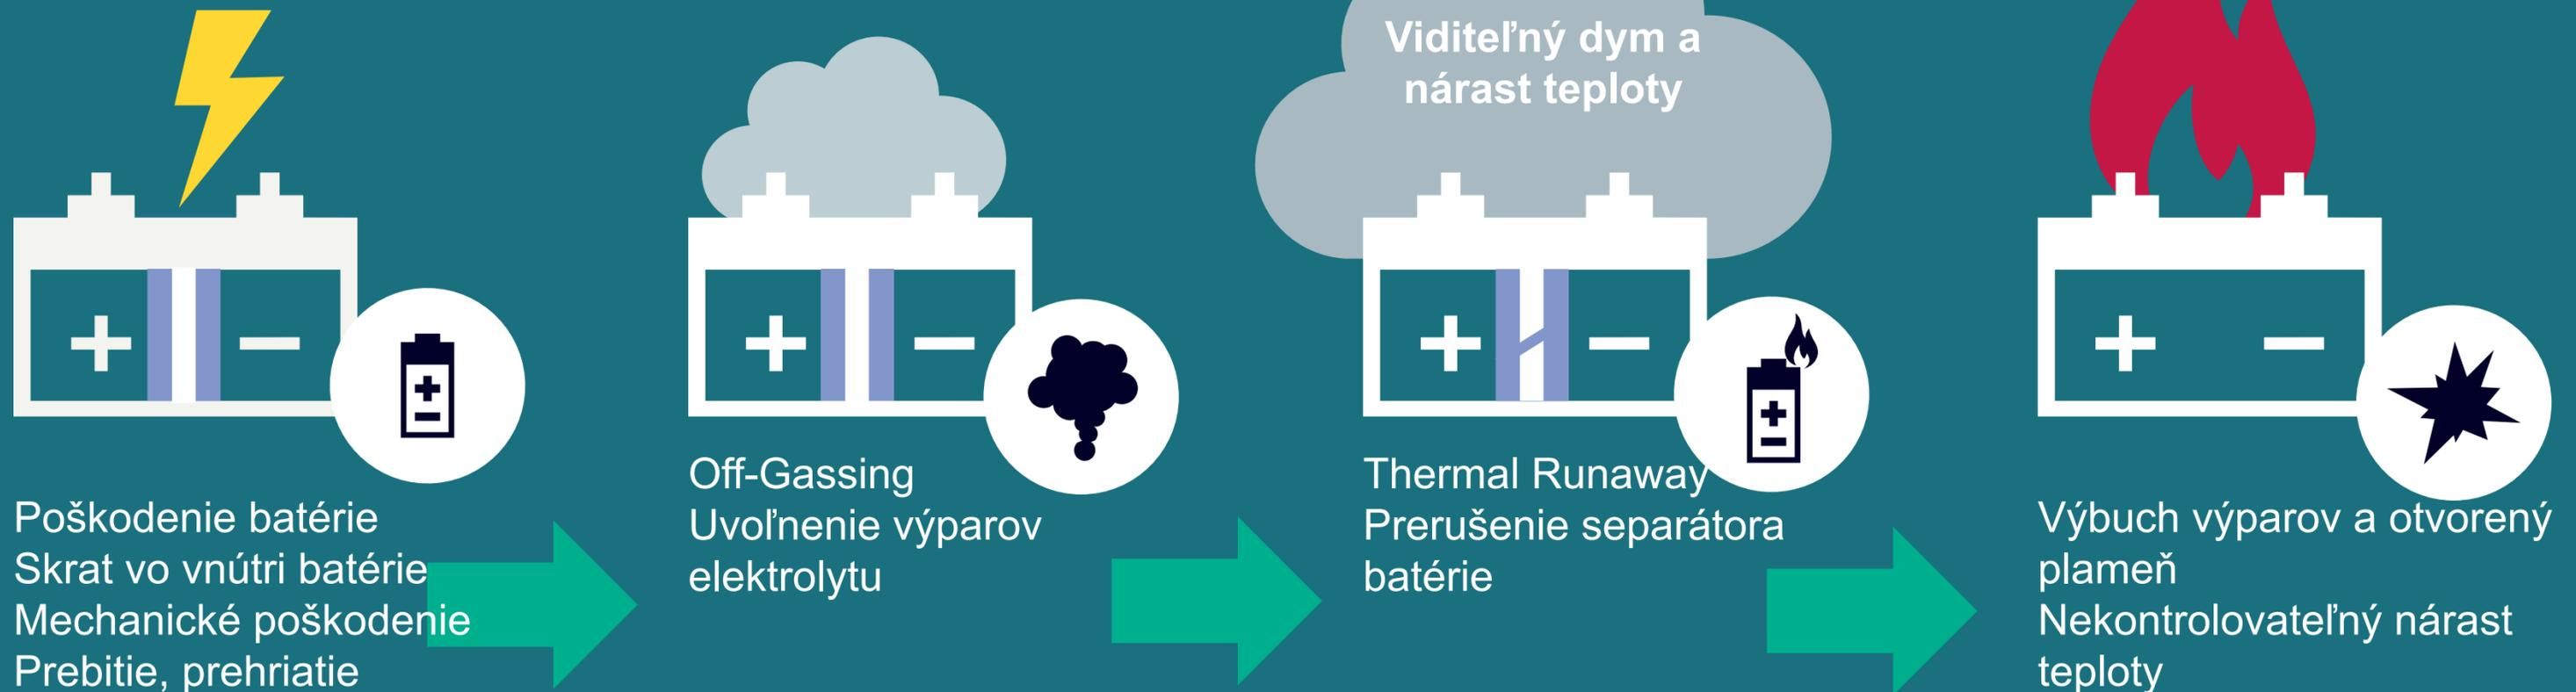 Viditeľný dym a
nárast teploty
Poškodenie batérie
Skrat vo vnútri batérie
Mechanické poškodenie
Prebitie, prehriatie
Off-Gassing
Uvoľnenie výparov
elektrolytu
Thermal Runaway
Prerušenie separátora
batérie
Výbuch výparov a otvorený
plameň
Nekontrolovateľný nárast
teploty